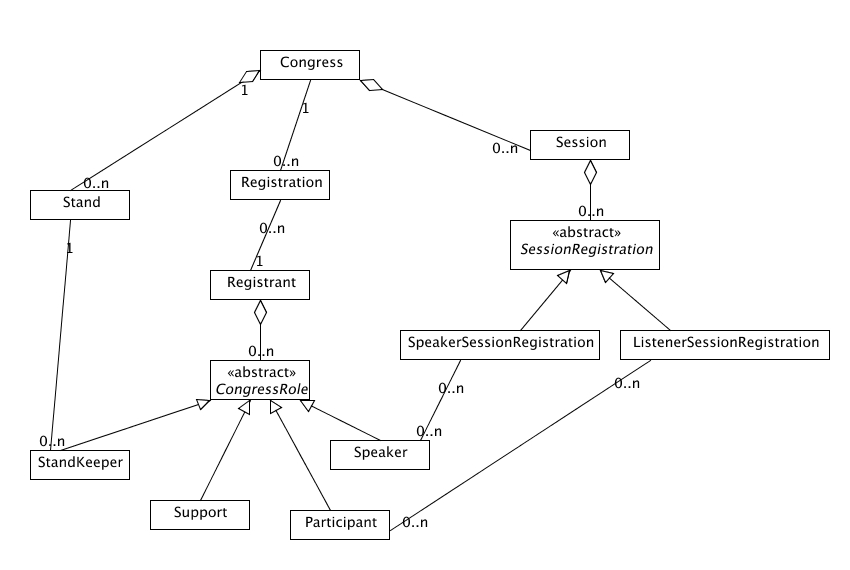 Congress
1
1
0..n
Session
0..n
Registration
0..n
Stand
0..n
«abstract»
SessionRegistration
0..n
1
1
Registrant
SpeakerSessionRegistration
ListenerSessionRegistration
0..n
«abstract»
CongressRole
0..n
0..n
0..n
0..n
Speaker
StandKeeper
Support
Participant
0..n